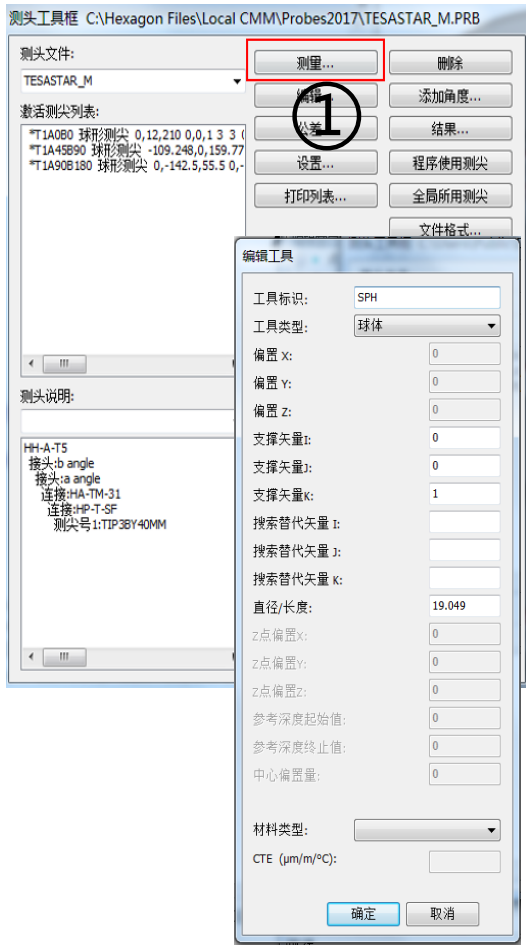 测头工具框 C:\Hexagon Files\Local CMM\Probes2017\TESASTAR_M.PRB
测头文件:
TESASTAR_M
激活测尖列表:
*T1A0B0 球形测尖 0,12,210 0,0,1 3 3 (
*T1A45B90 球形测尖 -109.248,0,159.77
*T1A90B180 球形测尖 0,-142.5,55.5 0,-
测头说明:
HH-A-T5
接头:b angle
接头:a angle
连接:HA-TM-31
连接:HP-T-SF
测尖号1:TIP3BY40MM
测量...
删除
编辑...
添加角度...
公差...
结果...
设置...
程序使用测尖
打印列表...
全局所用测尖
文件格式...
①
编辑工具
工具标识: SPH
工具类型: 球体
偏置 X: 0
偏置 Y: 0
偏置 Z: 0
支撑矢量I: 0
支撑矢量J: 0
支撑矢量K: 1
搜索替代矢量 I:
搜索替代矢量 J:
搜索替代矢量 K:
直径/长度: 19.049
Z点偏置X: 0
Z点偏置Y: 0
Z点偏置Z: 0
参考深度起始值: 0
参考深度终止值: 0
中心偏置量: 0
材料类型:
CTE (μm/m/ºC):
确定
取消